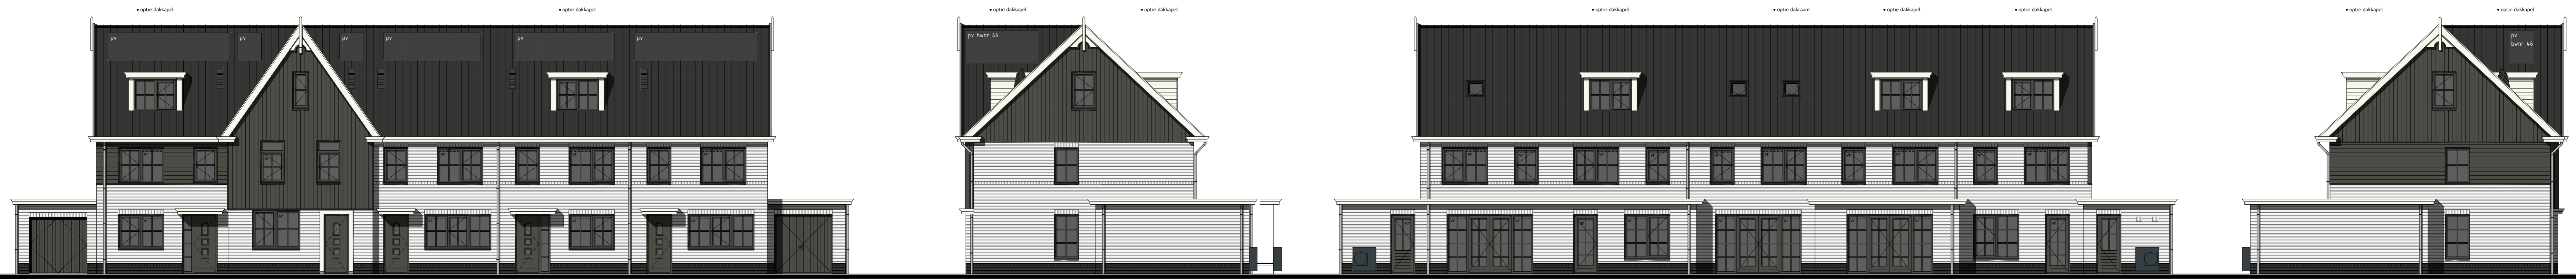 • optie dakkapel
• optie dakkapel
• optie dakkapel
• optie dakkapel
• optie dakkapel
• optie dakraam
• optie dakkapel
• optie dakkapel
• optie dakkapel
• optie dakkapel
pv
pv
pv
pv
pv
pv
pv bwnr 46
pv
bwnr 46